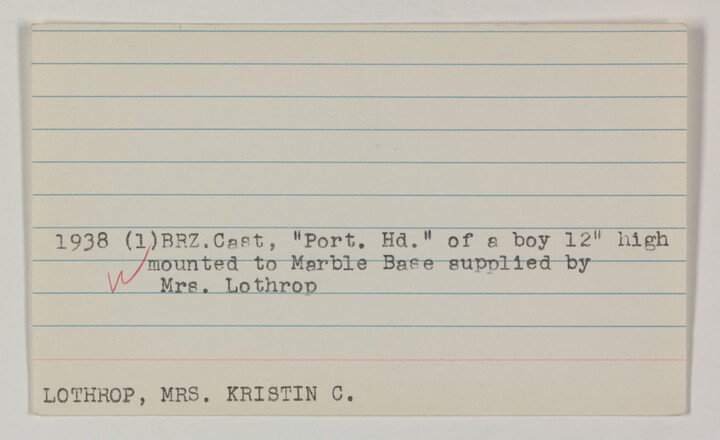 1938 (1)BRZ.Cast, "Port. Hd." of a boy 12" high
mounted to Marble Base supplied by
Mrs. Lothrop
LOTHROP, MRS. KRISTIN C.